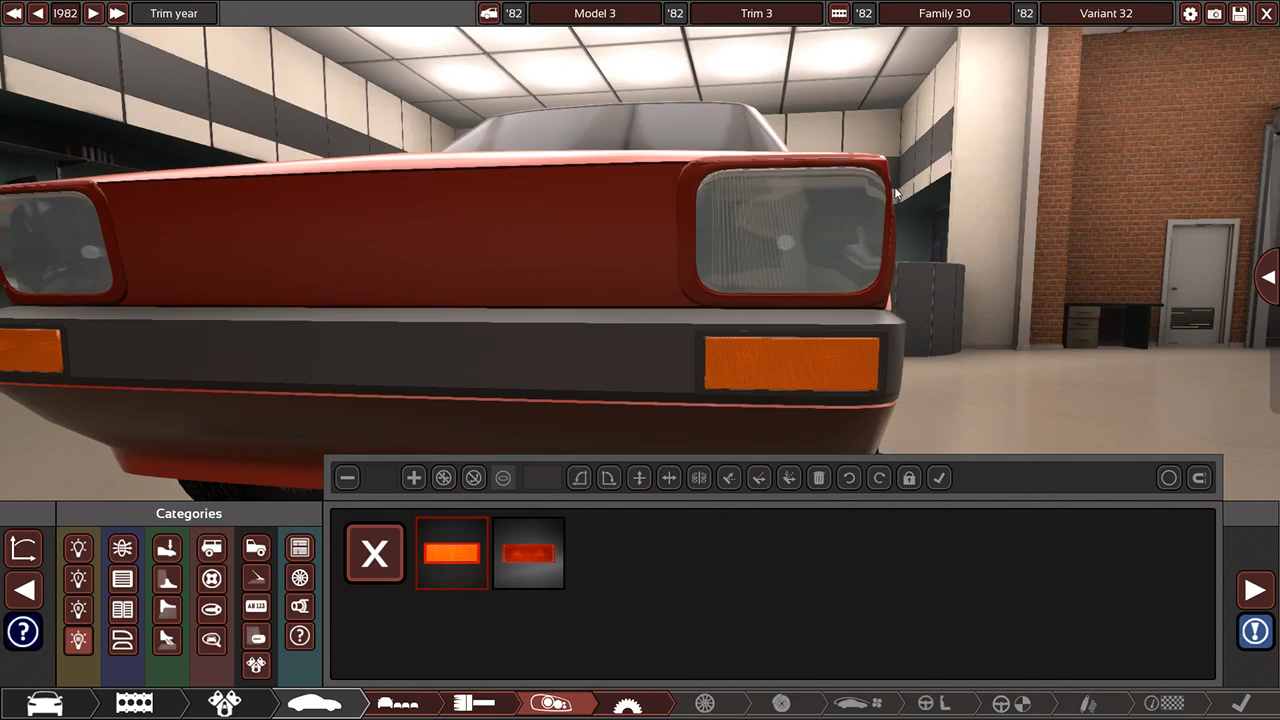 1982 Trim year '82 Model 3 '82 Trim 3 '82 Family 30 '82 Variant 32
Categories
AB 123